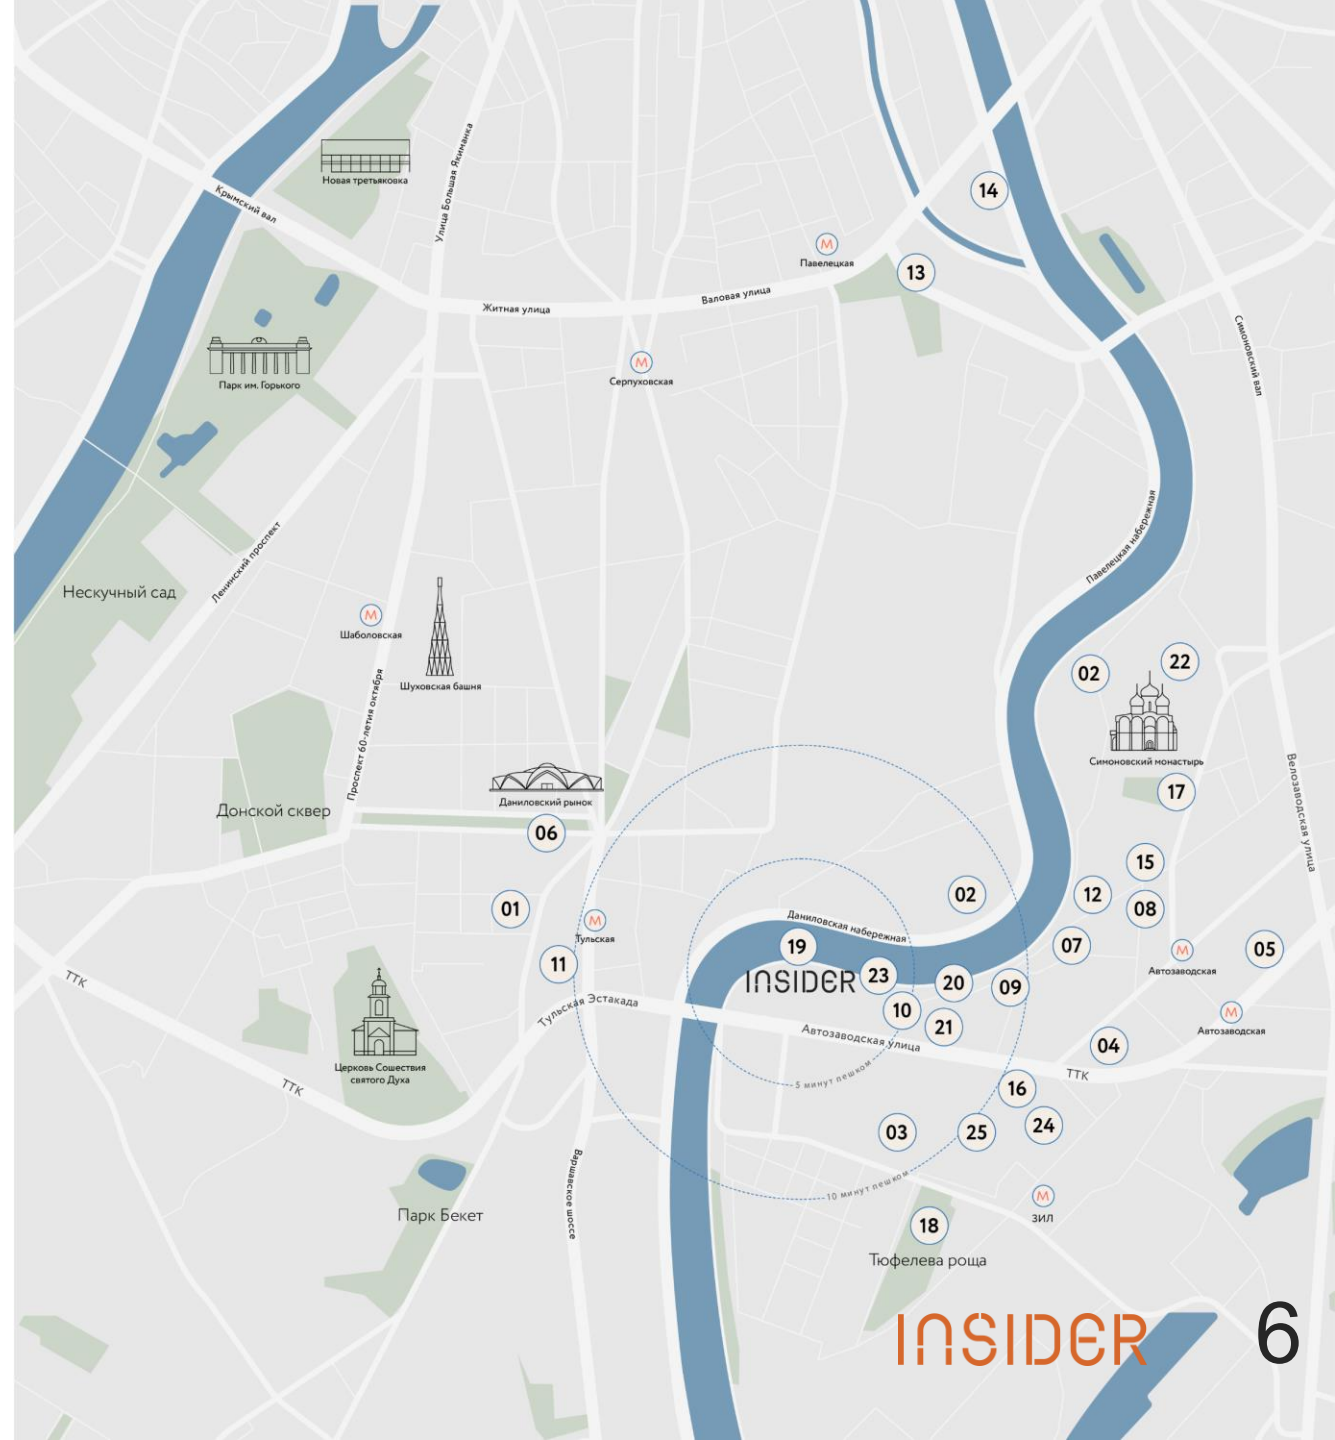 Новая третьяковка
Улица Большая Якиманка
Крымский вал
14
М
Павелецкая
13
Валовая улица
Житная улица
Симоновский вал
Парк им. Горького
М
Серпуховская
Павелецкая набережная
Ленинский проспект
Нескучный сад
М
Шаболовская
Шуховская башня
02
22
Проспект 60-летия октября
Симоновский монастырь
17
Велозаводская улица
Даниловский рынок
06
Донской сквер
15
12
08
02
01
М
Тульская
Даниловская набережная
19
07
М
Автозаводская
05
11
INSIDER
23
20
09
ТТК
Тульская Эстакада
10
21
М
Автозаводская
Автозаводская улица
04
Церковь Сошествия
святого Духа
5 минут пешком
ТТК
ТТК
16
03
25
24
10 минут пешком
Варшавское шоссе
М
ЗИЛ
Парк Бекет
18
Тюфелева роща
INSIDER
6